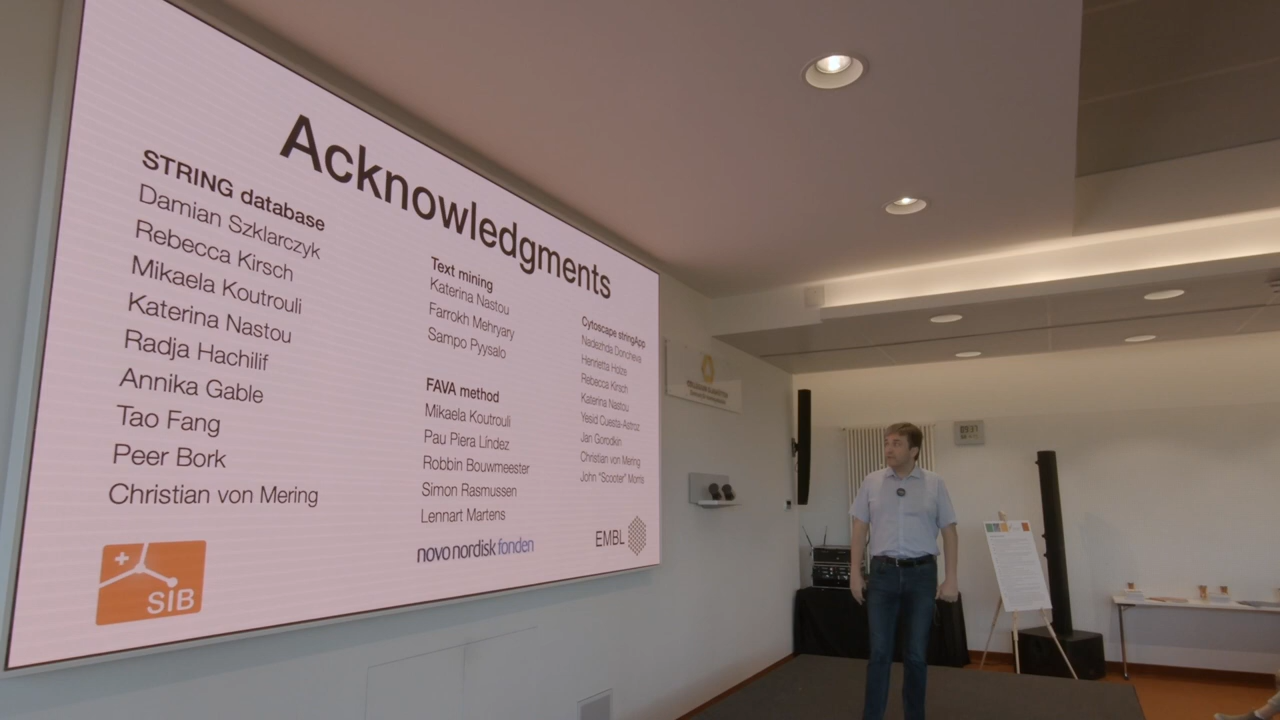 Acknowledgments
STRING database
Damian Szklarczyk
Rebecca Kirsch
Mikaela Koutrouli
Katerina Nastou
Radja Hachilif
Annika Gable
Tao Fang
Peer Bork
Christian von Mering
SIB
Text mining
Katerina Nastou
Farrokh Mehryary
Sampo Pyysalo
FAVA method
Mikaela Koutrouli
Pau Piera Líndez
Robbin Bouwmeester
Simon Rasmussen
Lennart Martens
novo nordisk fonden
Cytoscape stringApp
Nadezhda Doncheva
Henrietta Holze
Rebecca Kirsch
Katerina Nastou
Yesid Cuesta-Astroz
Jan Gorodkin
Christian von Mering
John "Scooter" Morris
EMBL